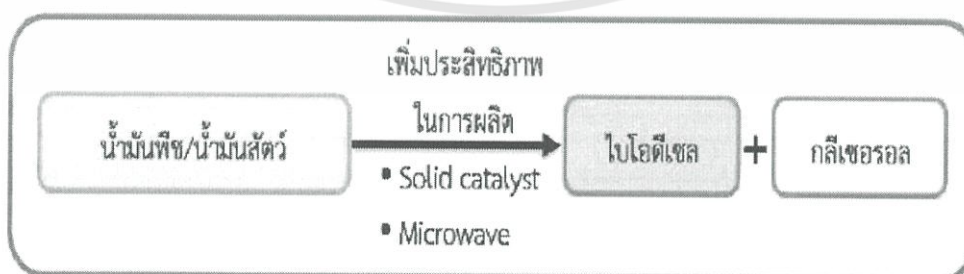 เพิ่มประสิทธิภาพ
ในการผลิต
น้ำมันพืช/น้ำมันสัตว์
ไบโอดีเซล
+
กลีเซอรอล
• Solid catalyst
• Microwave